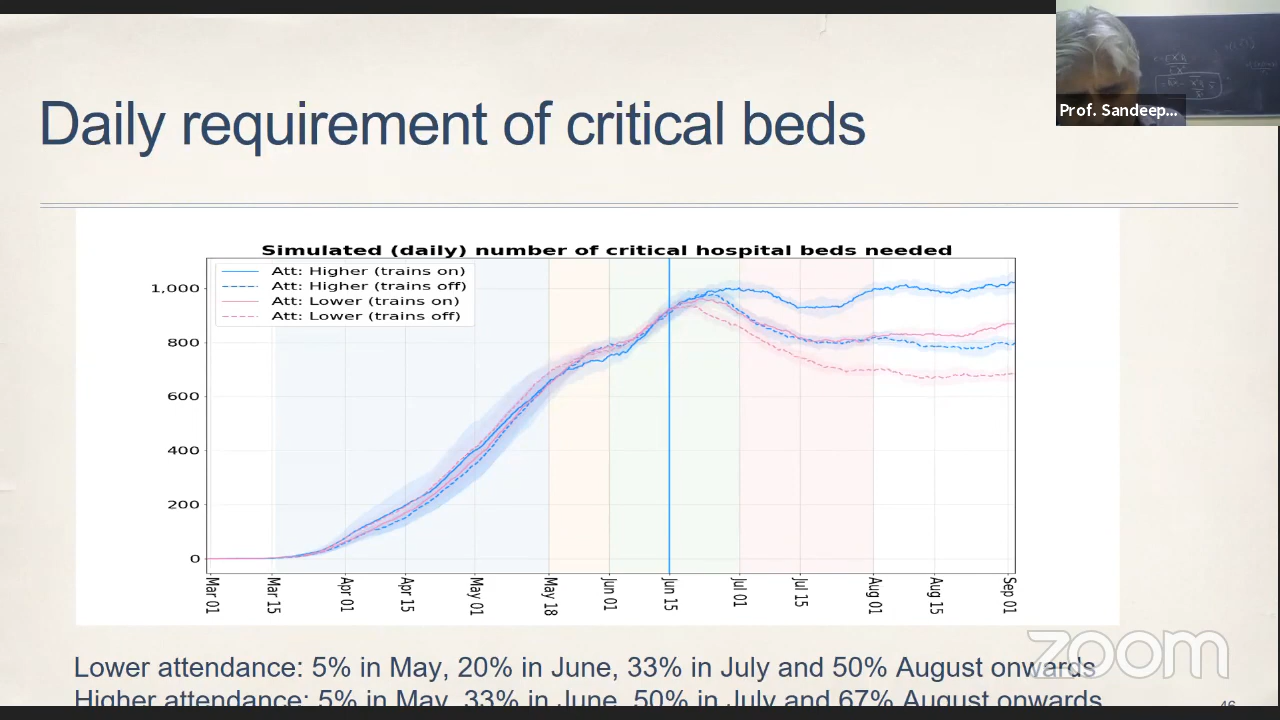 Prof. Sandeep...
Daily requirement of critical beds
Simulated (daily) number of critical hospital beds needed
Att: Higher (trains on)
Att: Higher (trains off)
Att: Lower (trains on)
Att: Lower (trains off)
1,000
800
600
400
200
0
Mar 01
Mar 15
Apr 01
Apr 15
May 01
May 18
Jun 01
Jun 15
Jul 01
Jul 15
Aug 01
Aug 15
Sep 01
Lower attendance: 5% in May, 20% in June, 33% in July and 50% August onwards
Higher attendance: 5% in May, 33% in June, 50% in July and 67% August onwards
46
zoom